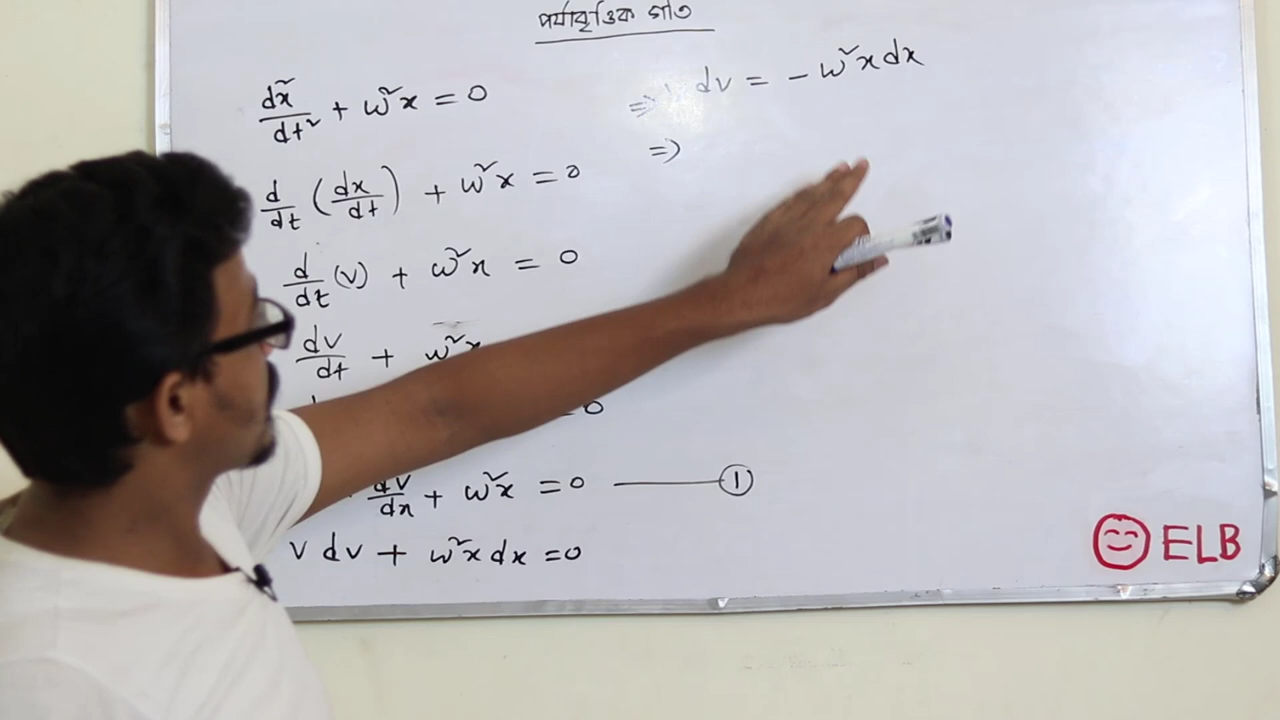 পর্যাবৃত্তিক গতি
d²x/dt² + ω²x = 0
d/dt (dx/dt) + ω²x = 0
d/dt (v) + ω²x = 0
dv/dt + ω²x
= 0
dv/dx + ω²x = 0 ——— ①
v dv + ω²x dx = 0
⇒ dv = - ω²x dx
⇒
ELB